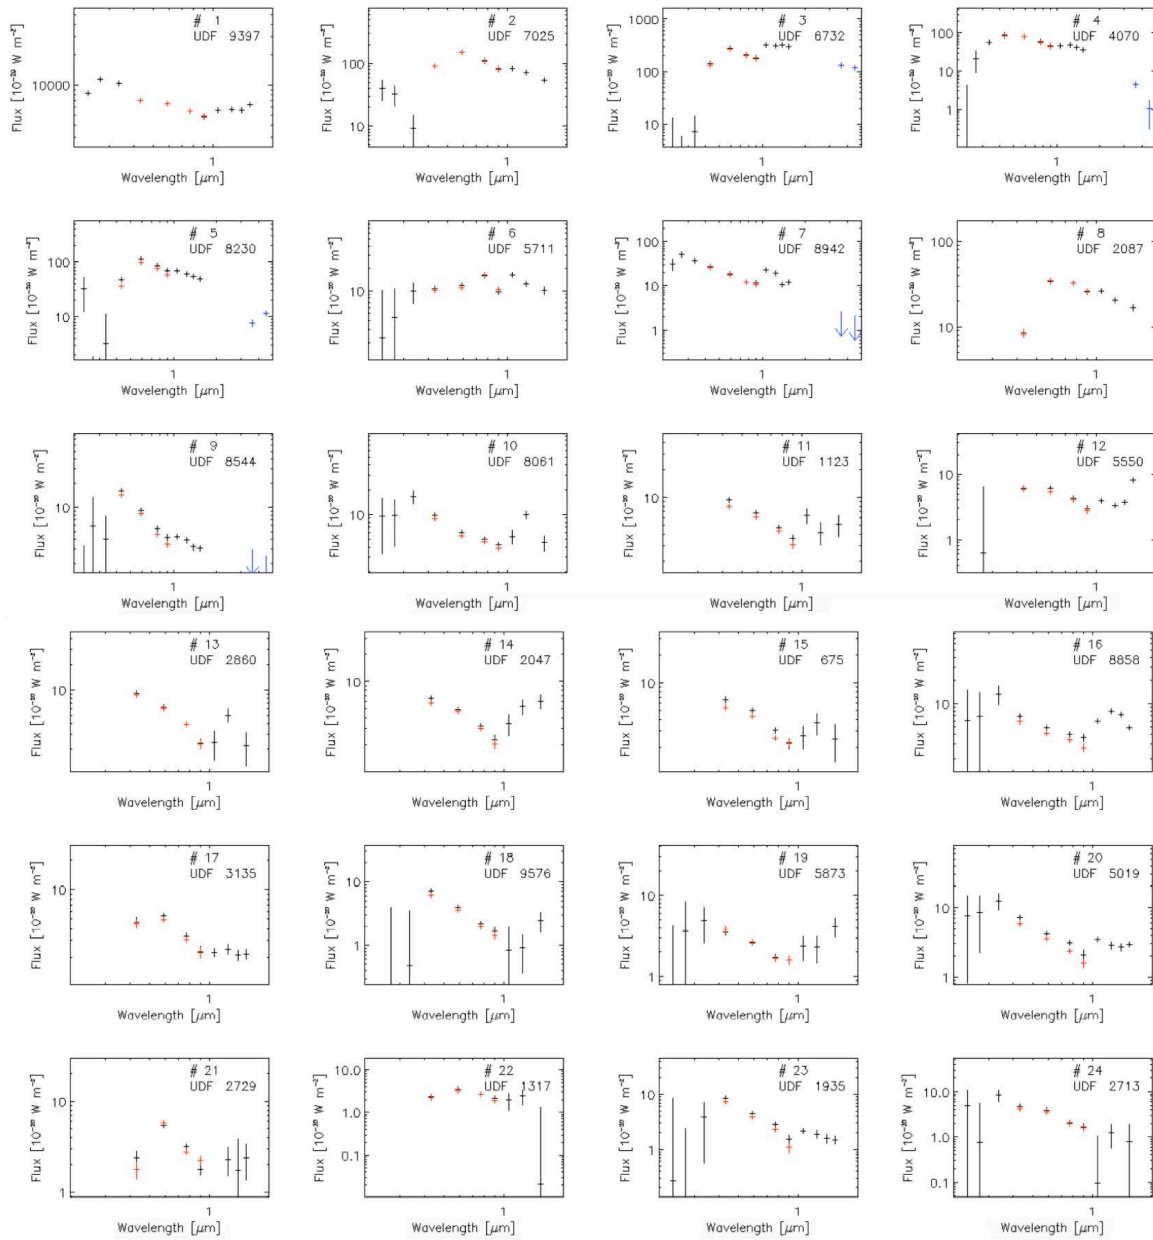 # 1
UDF 9397
10000
Flux [10⁻²⁰ W m⁻²]
1
Wavelength [μm]
# 2
UDF 7025
100
10
Flux [10⁻²⁰ W m⁻²]
1
Wavelength [μm]
# 3
UDF 6732
1000
100
10
Flux [10⁻²⁰ W m⁻²]
1
Wavelength [μm]
# 4
UDF 4070
100
10
1
Flux [10⁻²⁰ W m⁻²]
1
Wavelength [μm]
# 5
UDF 8230
100
10
Flux [10⁻²⁰ W m⁻²]
1
Wavelength [μm]
# 6
UDF 5711
10
Flux [10⁻²⁰ W m⁻²]
1
Wavelength [μm]
# 7
UDF 8942
100
10
1
Flux [10⁻²⁰ W m⁻²]
1
Wavelength [μm]
# 8
UDF 2087
100
10
Flux [10⁻²⁰ W m⁻²]
1
Wavelength [μm]
# 9
UDF 8544
10
Flux [10⁻²⁰ W m⁻²]
1
Wavelength [μm]
# 10
UDF 8061
10
Flux [10⁻²⁰ W m⁻²]
1
Wavelength [μm]
# 11
UDF 1123
10
Flux [10⁻²⁰ W m⁻²]
1
Wavelength [μm]
# 12
UDF 5550
10
1
Flux [10⁻²⁰ W m⁻²]
1
Wavelength [μm]
# 13
UDF 2860
10
Flux [10⁻²⁰ W m⁻²]
1
Wavelength [μm]
# 14
UDF 2047
10
Flux [10⁻²⁰ W m⁻²]
1
Wavelength [μm]
# 15
UDF 675
10
Flux [10⁻²⁰ W m⁻²]
1
Wavelength [μm]
# 16
UDF 8858
10
Flux [10⁻²⁰ W m⁻²]
1
Wavelength [μm]
# 17
UDF 3135
10
Flux [10⁻²⁰ W m⁻²]
1
Wavelength [μm]
# 18
UDF 9576
10
1
Flux [10⁻²⁰ W m⁻²]
1
Wavelength [μm]
# 19
UDF 5873
10
1
Flux [10⁻²⁰ W m⁻²]
1
Wavelength [μm]
# 20
UDF 5019
10
1
Flux [10⁻²⁰ W m⁻²]
1
Wavelength [μm]
# 21
UDF 2729
10
1
Flux [10⁻²⁰ W m⁻²]
1
Wavelength [μm]
# 22
UDF 1317
10.0
1.0
0.1
Flux [10⁻²⁰ W m⁻²]
1
Wavelength [μm]
# 23
UDF 1935
10.0
1.0
0.1
Flux [10⁻²⁰ W m⁻²]
1
Wavelength [μm]
# 24
UDF 2713
10.0
1.0
0.1
Flux [10⁻²⁰ W m⁻²]
1
Wavelength [μm]